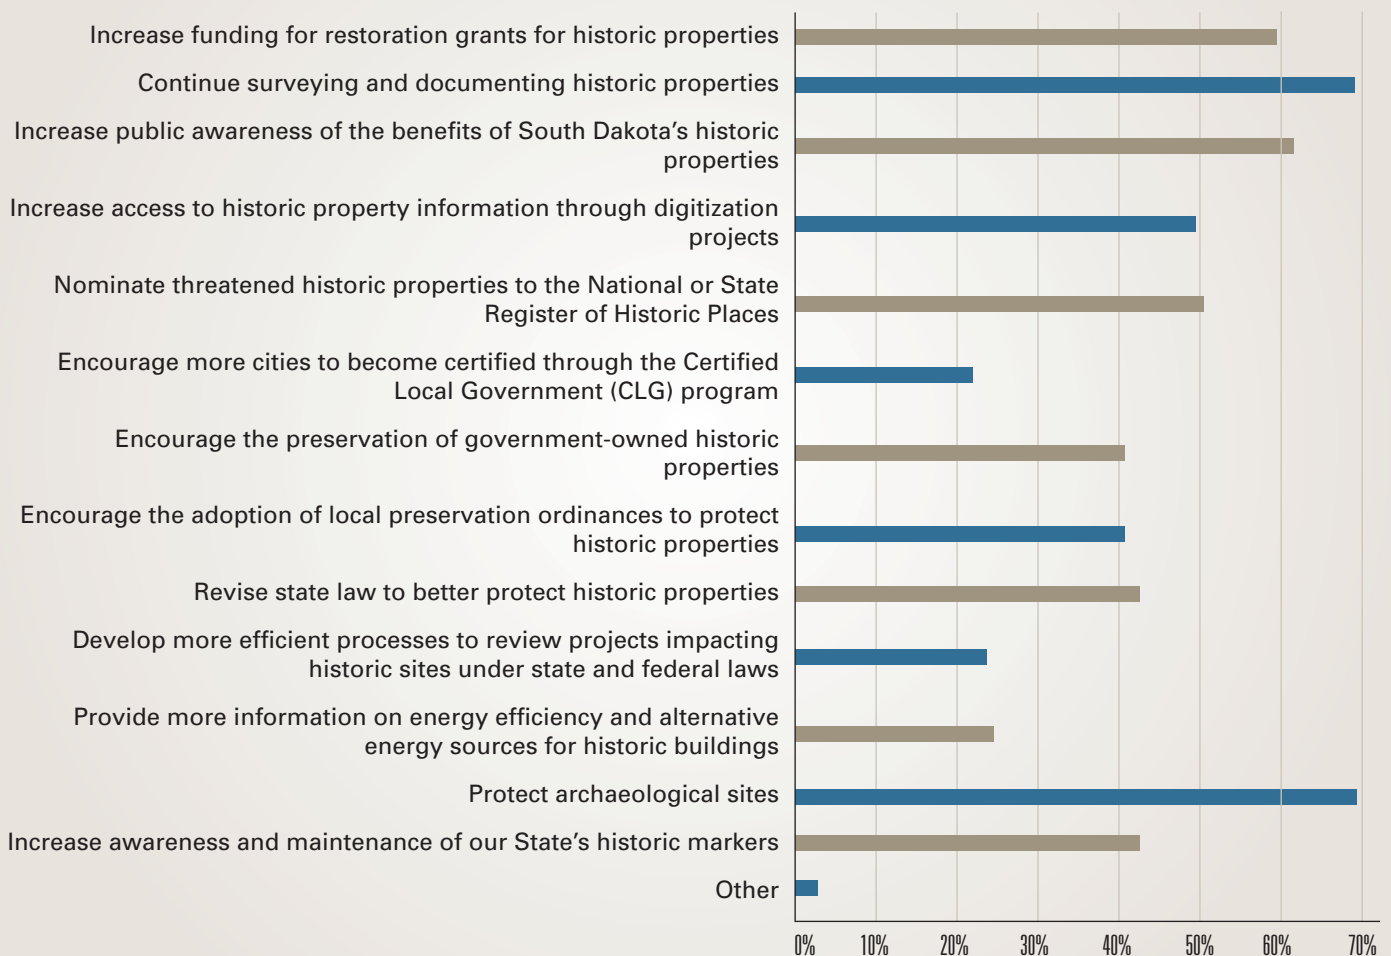 Increase funding for restoration grants for historic properties
Continue surveying and documenting historic properties
Increase public awareness of the benefits of South Dakota’s historic
properties
Increase access to historic property information through digitization
projects
Nominate threatened historic properties to the National or State
Register of Historic Places
Encourage more cities to become certified through the Certified
Local Government (CLG) program
Encourage the preservation of government-owned historic
properties
Encourage the adoption of local preservation ordinances to protect
historic properties
Revise state law to better protect historic properties
Develop more efficient processes to review projects impacting
historic sites under state and federal laws
Provide more information on energy efficiency and alternative
energy sources for historic buildings
Protect archaeological sites
Increase awareness and maintenance of our State’s historic markers
Other
0% 10% 20% 30% 40% 50% 60% 70%